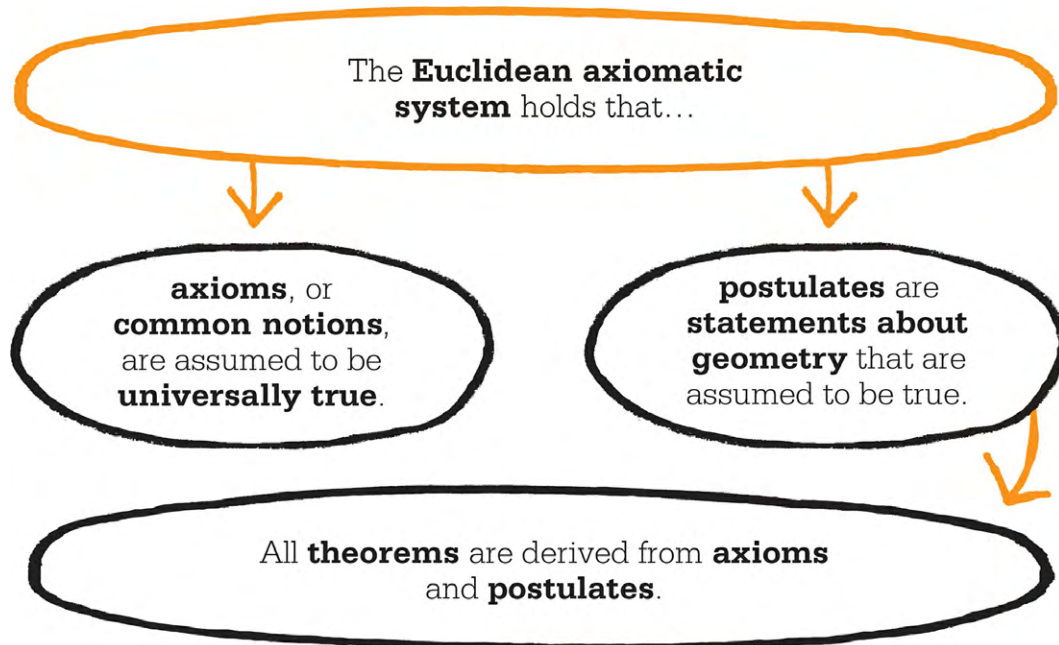 The Euclidean axiomatic
system holds that…
axioms, or
common notions,
are assumed to be
universally true.
postulates are
statements about
geometry that are
assumed to be true.
All theorems are derived from axioms
and postulates.